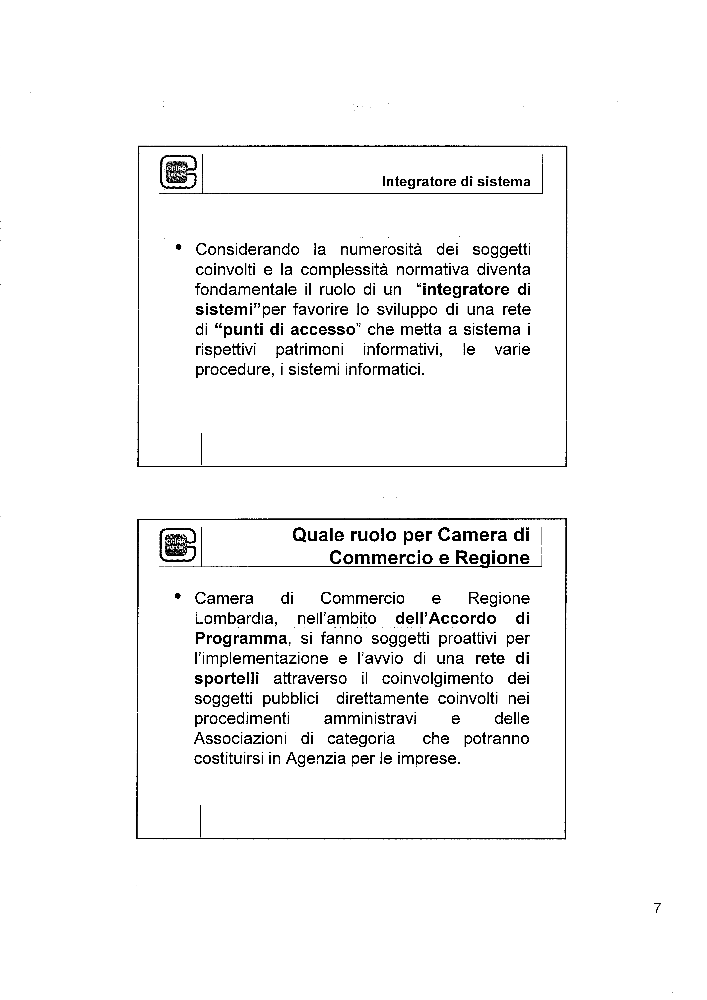 cciaa
varese
Integratore di sistema
• Considerando la numerosità dei soggetti
coinvolti e la complessità normativa diventa
fondamentale il ruolo di un “integratore di
sistemi”per favorire lo sviluppo di una rete
di “punti di accesso” che metta a sistema i
rispettivi patrimoni informativi, le varie
procedure, i sistemi informatici.
cciaa
varese
Quale ruolo per Camera di
Commercio e Regione
• Camera di Commercio e Regione
Lombardia, nell’ambito dell’Accordo di
Programma, si fanno soggetti proattivi per
l’implementazione e l’avvio di una rete di
sportelli attraverso il coinvolgimento dei
soggetti pubblici direttamente coinvolti nei
procedimenti amministravi e delle
Associazioni di categoria che potranno
costituirsi in Agenzia per le imprese.
7